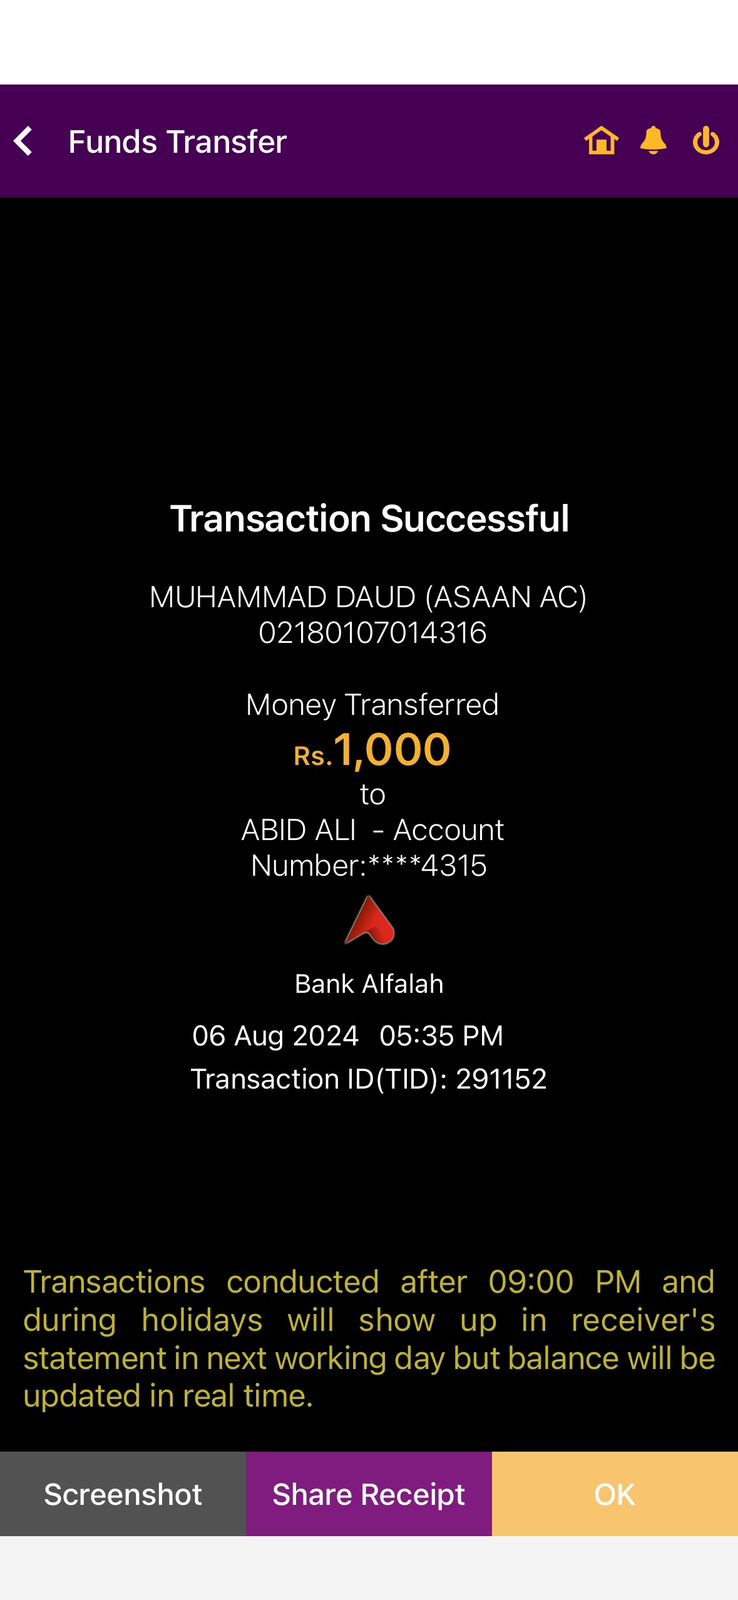 Funds Transfer
Transaction Successful
MUHAMMAD DAUD (ASAAN AC)
02180107014316
Money Transferred
Rs.1,000
to
ABID ALI - Account
Number:****4315
Bank Alfalah
06 Aug 2024 05:35 PM
Transaction ID(TID): 291152
Transactions conducted after 09:00 PM and
during holidays will show up in receiver's
statement in next working day but balance will be
updated in real time.
Screenshot Share Receipt OK